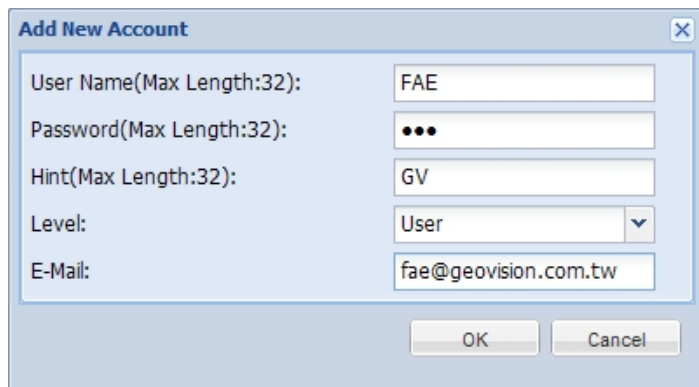 Add New Account
User Name(Max Length:32): FAE
Password(Max Length:32): •••
Hint(Max Length:32): GV
Level: User
E-Mail: fae@geovision.com.tw
OK Cancel